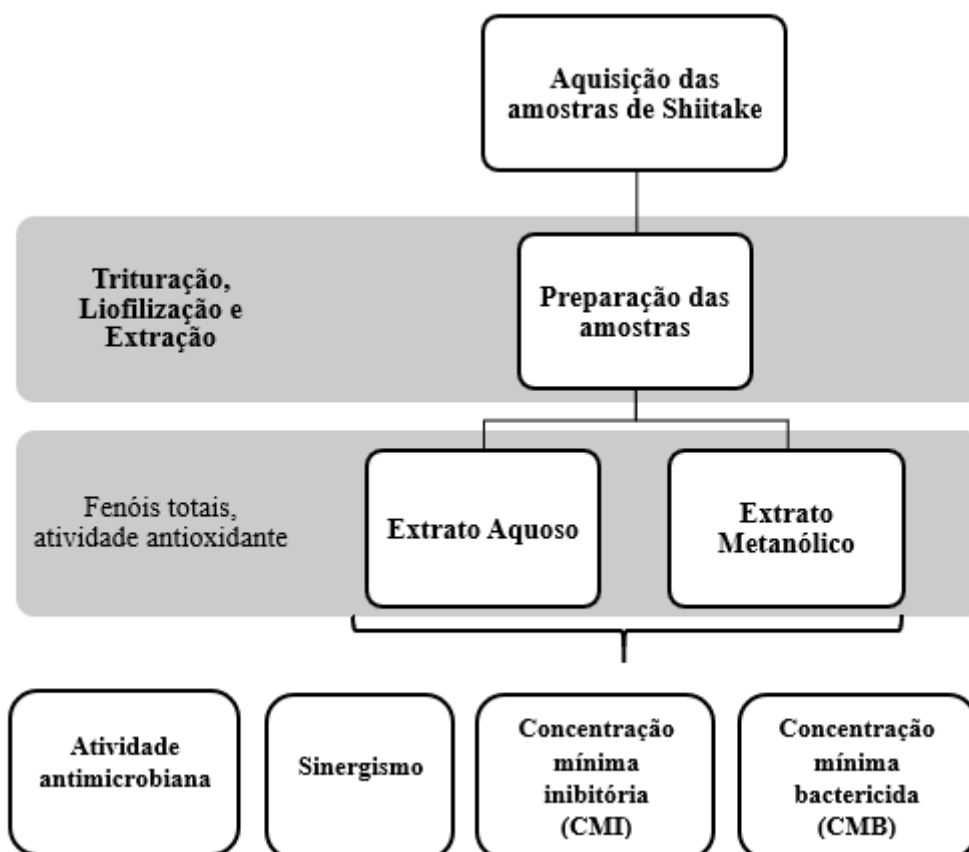 Aquisição das
amostras de Shiitake
Trituração,
Liofilização e
Extração
Preparação das
amostras
Fenóis totais,
atividade antioxidante
Extrato Aquoso
Extrato
Metanólico
Atividade
antimicrobiana
Sinergismo
Concentração
mínima
inibitória
(CMI)
Concentração
mínima
bactericida
(CMB)